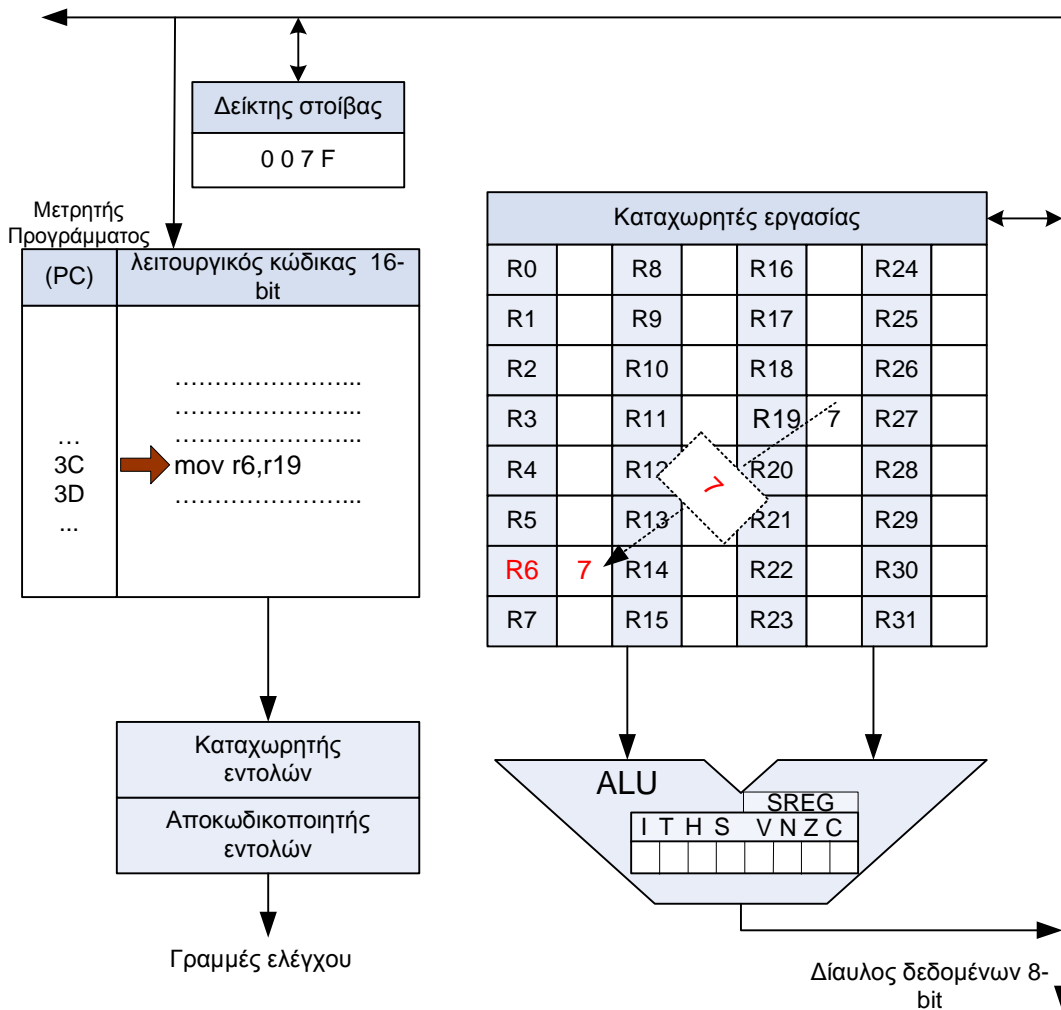 Δείκτης στοίβας
0 0 7 F
Μετρητής
Προγράμματος
(PC)
λειτουργικός κώδικας 16-
bit
…………………...
…………………...
…………………...
...
3C
mov r6,r19
3D
…………………...
...
Καταχωρητής
εντολών
Αποκωδικοποιητής
εντολών
Γραμμές ελέγχου
Καταχωρητές εργασίας
R0 R8 R16 R24
R1 R9 R17 R25
R2 R10 R18 R26
R3 R11 R19 7 R27
R4 R12 R20 R28
7
R5 R13 R21 R29
R6 7 R14 R22 R30
R7 R15 R23 R31
ALU
SREG
I T H S V N Z C
Δίαυλος δεδομένων 8-
bit